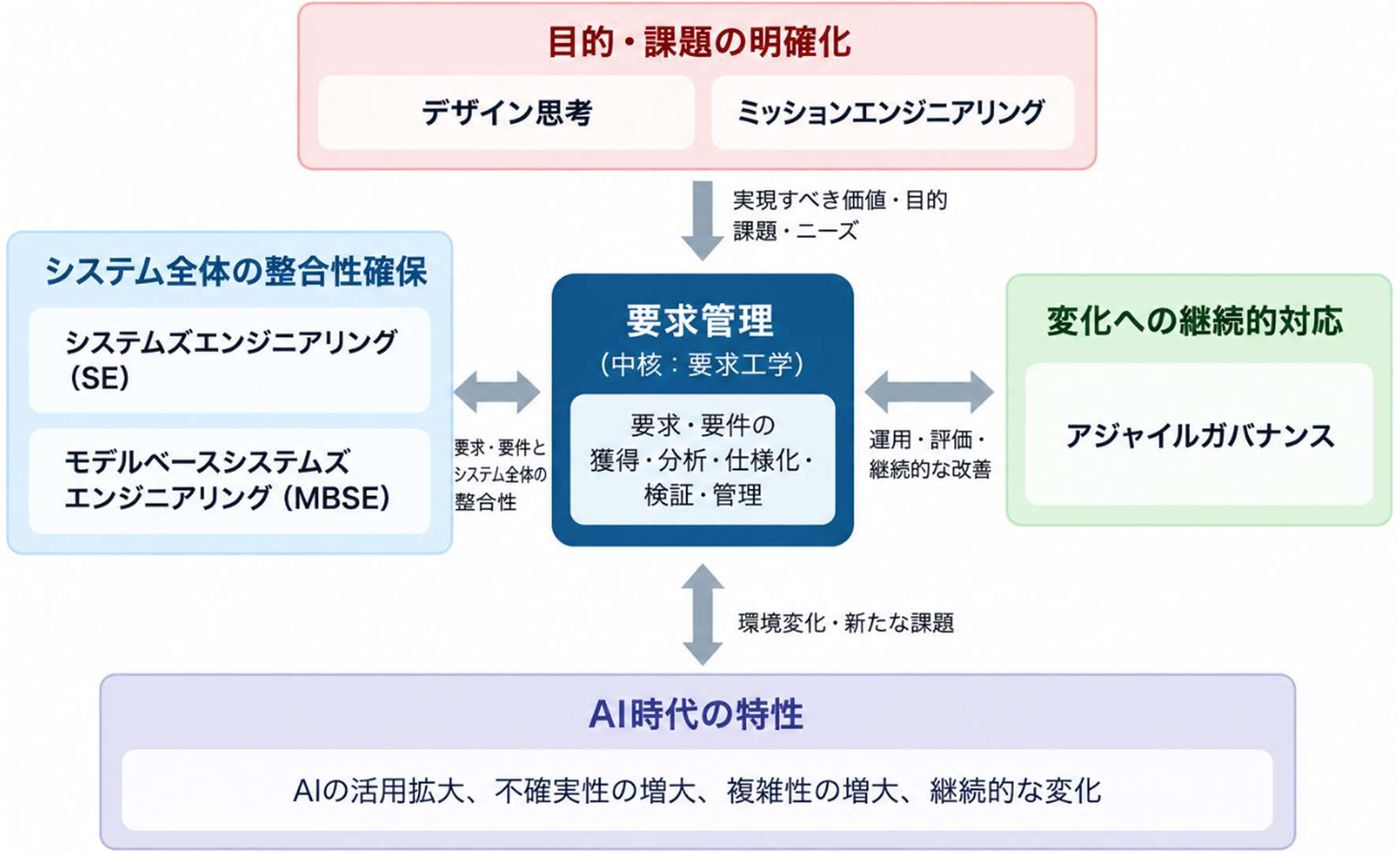 目的・課題の明確化
デザイン思考
ミッションエンジニアリング
実現すべき価値・目的
課題・ニーズ
システム全体の整合性確保
システムズエンジニアリング
（SE）
モデルベースシステムズ
エンジニアリング（MBSE）
要求・要件と
システム全体の
整合性
要求管理
（中核：要求工学）
要求・要件の
獲得・分析・仕様化・
検証・管理
運用・評価・
継続的な改善
変化への継続的対応
アジャイルガバナンス
環境変化・新たな課題
AI時代の特性
AIの活用拡大、不確実性の増大、複雑性の増大、継続的な変化